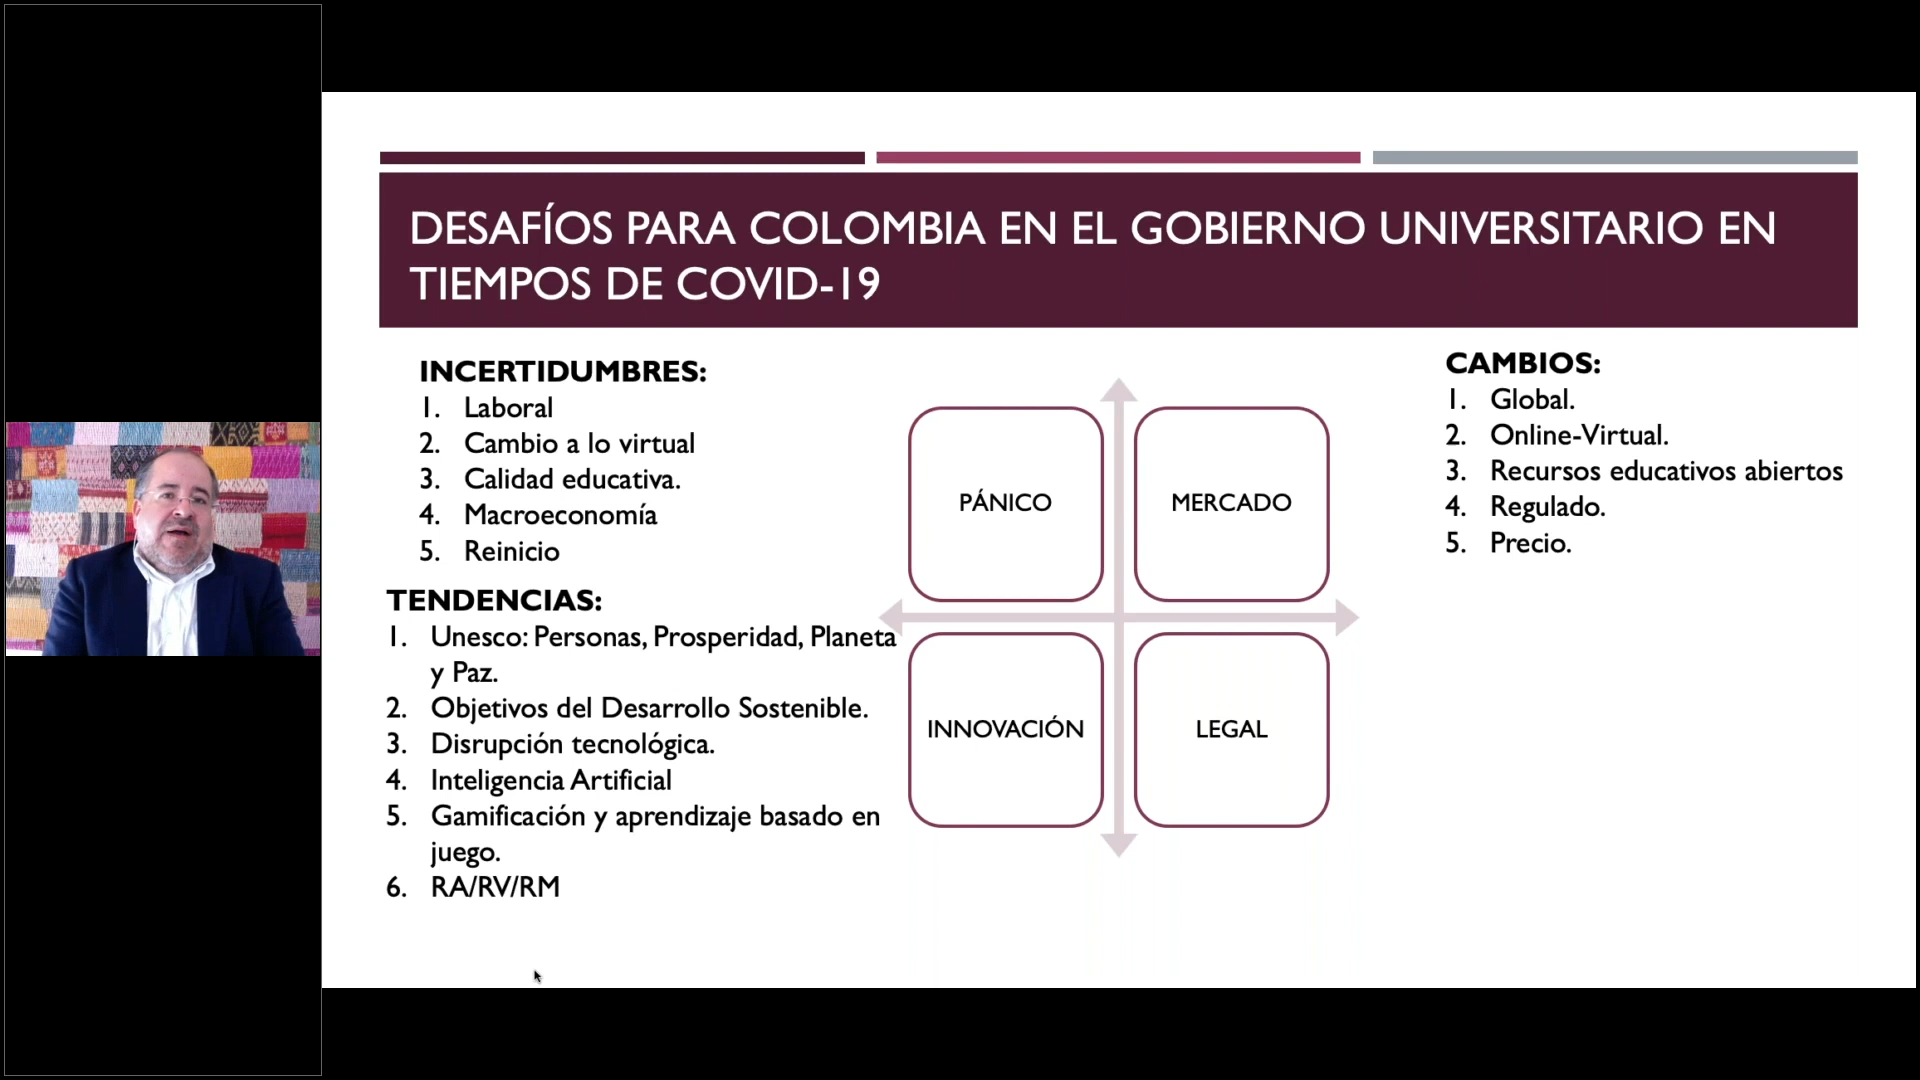 DESAFÍOS PARA COLOMBIA EN EL GOBIERNO UNIVERSITARIO EN
TIEMPOS DE COVID-19
INCERTIDUMBRES:
1. Laboral
2. Cambio a lo virtual
3. Calidad educativa.
4. Macroeconomía
5. Reinicio
TENDENCIAS:
1. Unesco: Personas, Prosperidad, Planeta
y Paz.
2. Objetivos del Desarrollo Sostenible.
3. Disrupción tecnológica.
4. Inteligencia Artificial
5. Gamificación y aprendizaje basado en
juego.
6. RA/RV/RM
PÁNICO
MERCADO
INNOVACIÓN
LEGAL
CAMBIOS:
1. Global.
2. Online-Virtual.
3. Recursos educativos abiertos
4. Regulado.
5. Precio.